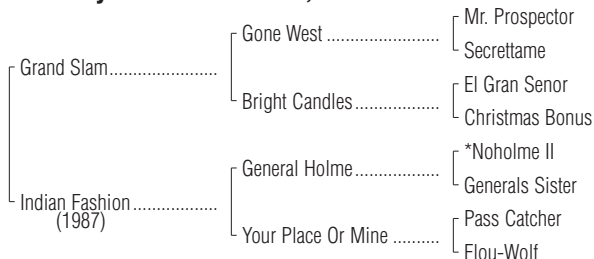 Mr. Prospector
Gone West ......................
Secrettame
Grand Slam.....................
El Gran Senor
Bright Candles.................
Christmas Bonus
*Noholme II
General Holme.................
Generals Sister
Indian Fashion.................
(1987)
Pass Catcher
Your Place Or Mine .........
Flou-Wolf